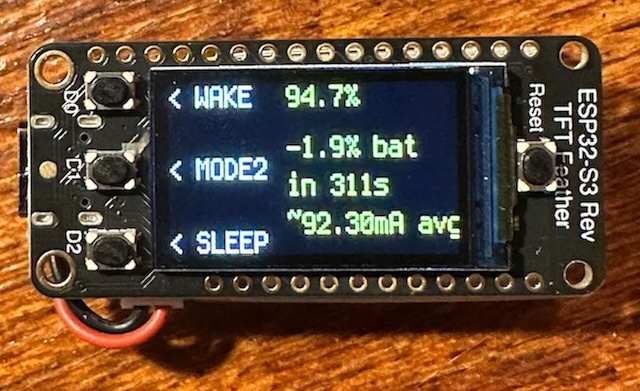 < WAKE 94.7%
-1.9% bat
< MODE2
in 311s
~92.30mA avg
< SLEEP
D0
D1
D2
Reset
ESP32-S3 Rev
TFT Feather